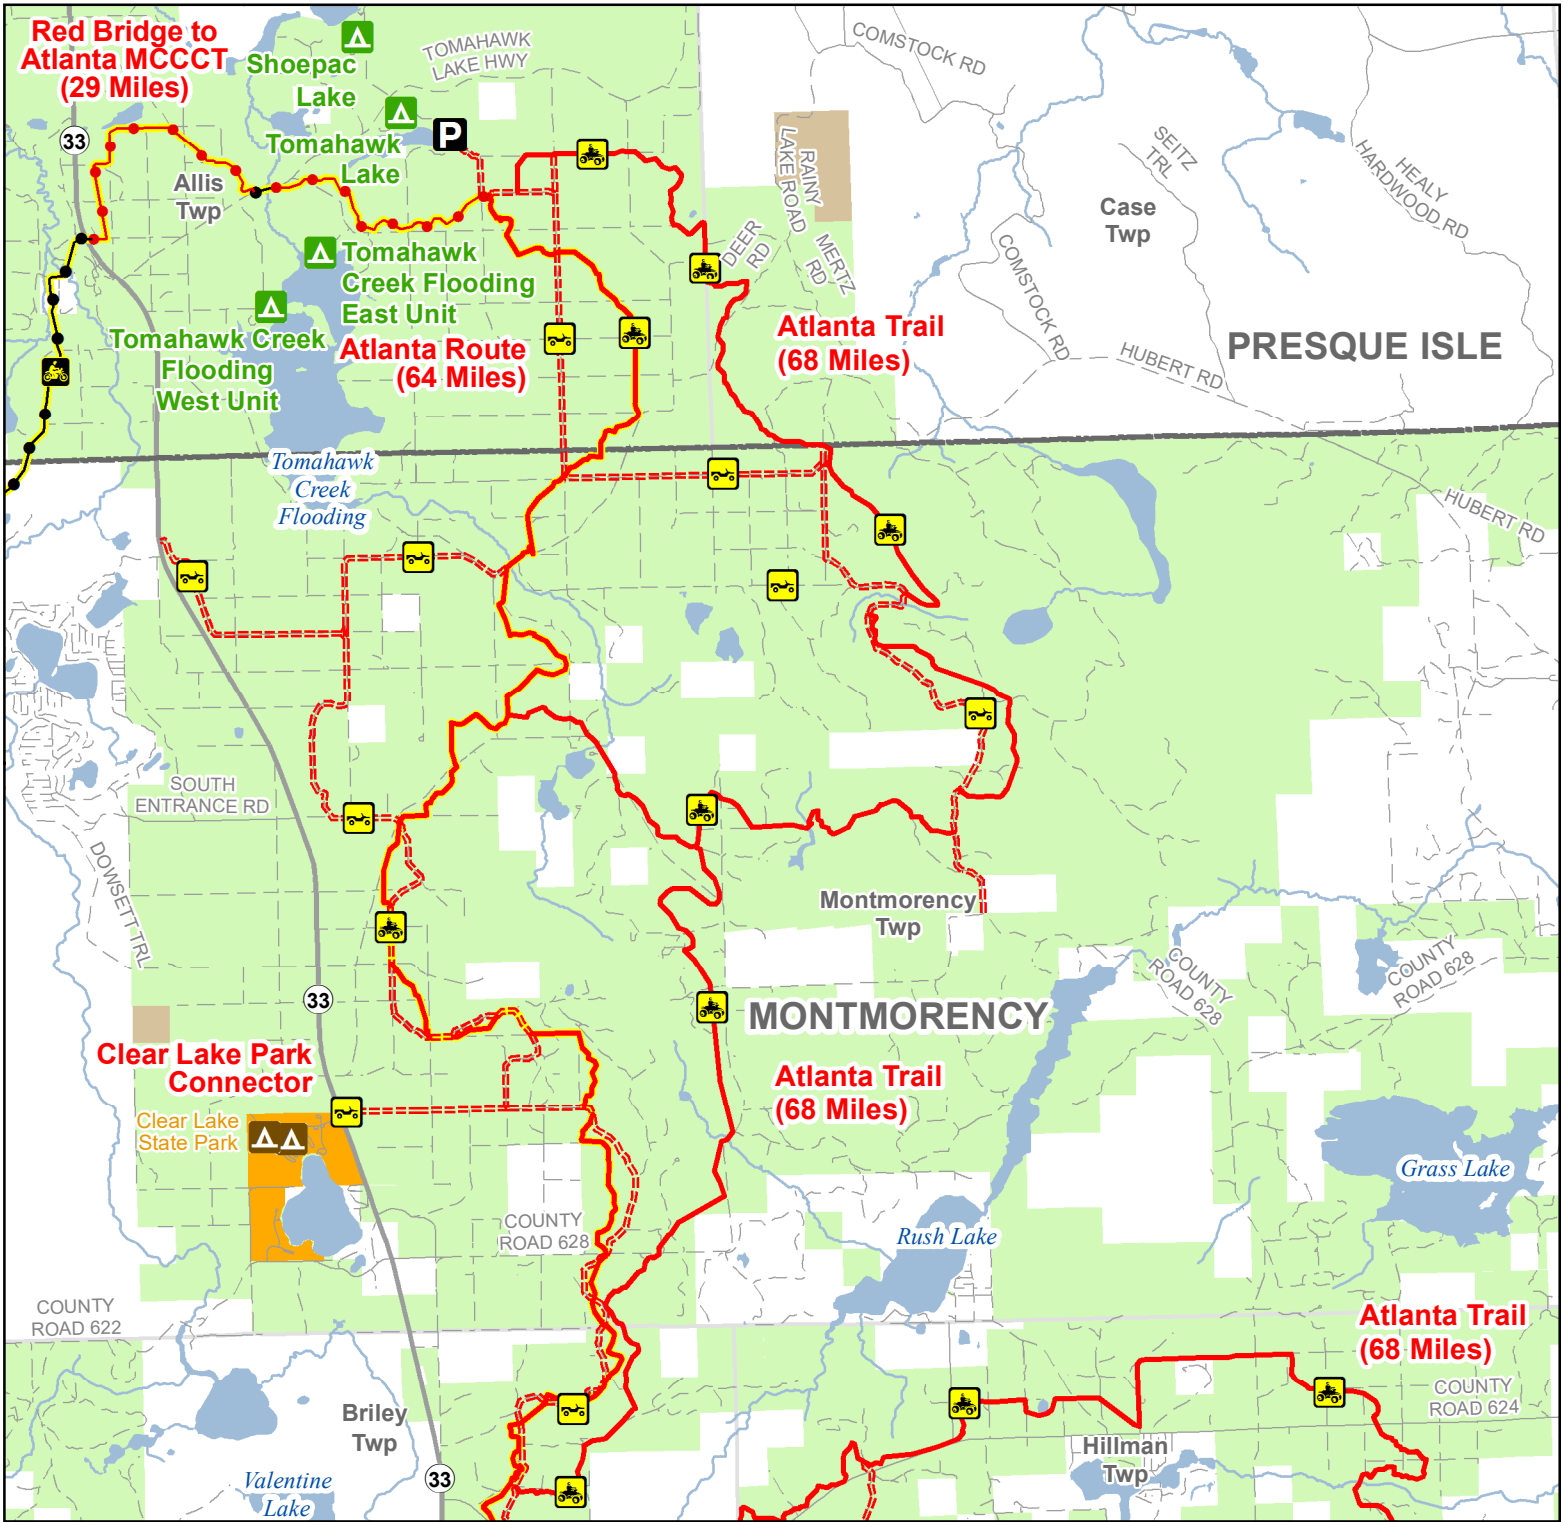 Red Bridge to
Atlanta MCCCT
(29 Miles)
Shoepac
Lake
TOMAHAWK
LAKE HWY
COMSTOCK RD
33
P
Tomahawk
Lake
Allis
Twp
RAINY
LAKE ROAD
SEITZ
TRL
HEALY
HARDWOOD RD
Case
Twp
DEER
RD
MERTZ
RD
COMSTOCK RD
Tomahawk
Creek Flooding
East Unit
Tomahawk Creek
Flooding
West Unit
Atlanta Route
(64 Miles)
Atlanta Trail
(68 Miles)
PRESQUE ISLE
HUBERT RD
Tomahawk
Creek
Flooding
HUBERT RD
SOUTH
ENTRANCE RD
DOWSETT TRL
Montmorency
Twp
COUNTY
ROAD 628
COUNTY
ROAD 628
33
MONTMORENCY
Clear Lake Park
Connector
Atlanta Trail
(68 Miles)
Clear Lake
State Park
Grass Lake
COUNTY
ROAD 628
Rush Lake
COUNTY
ROAD 622
Atlanta Trail
(68 Miles)
COUNTY
ROAD 624
Briley
Twp
Hillman
Twp
33
Valentine
Lake